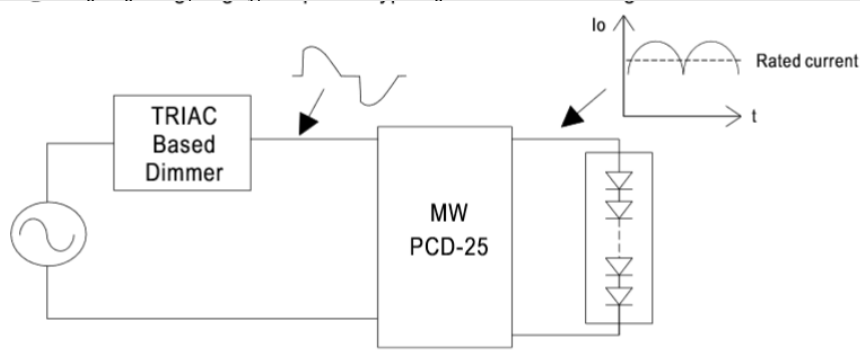 Io
Rated current
t
TRIAC
Based
Dimmer
MW
PCD-25